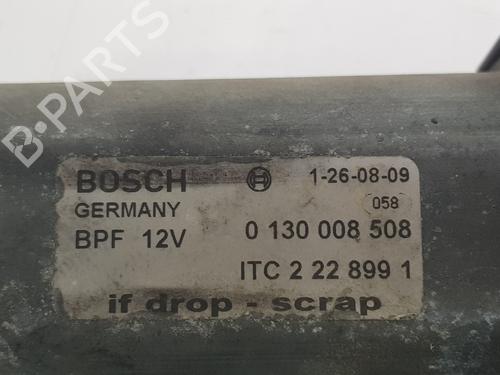 B-PARTS
BOSCH 1-26-08-09
GERMANY 058
BPF 12V 0 130 008 508
ITC 2 22 899 1
if drop - scrap